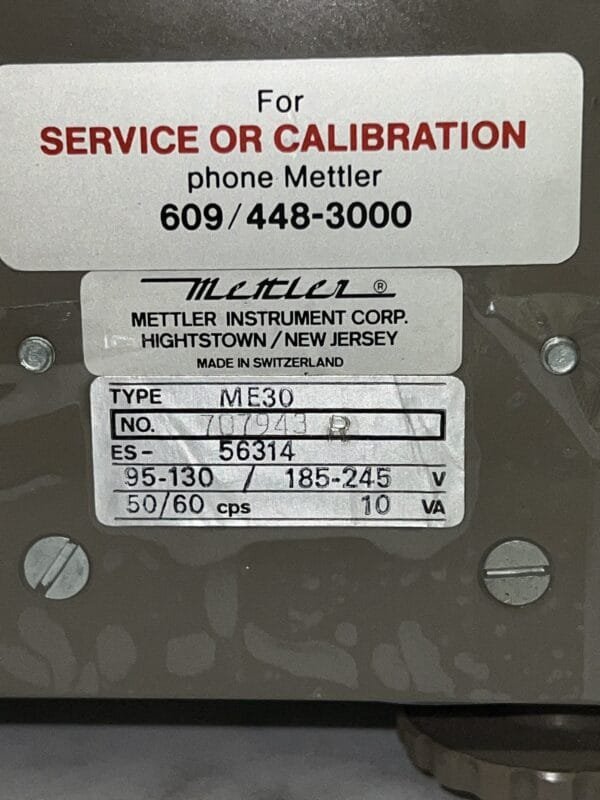 For
SERVICE OR CALIBRATION
phone Mettler
609/448-3000
Mettler ®
METTLER INSTRUMENT CORP.
HIGHTSTOWN/NEW JERSEY
MADE IN SWITZERLAND
TYPE ME30
NO. 707943 R
ES- 56314
95-130 / 185-245 V
50/60 cps 10 VA